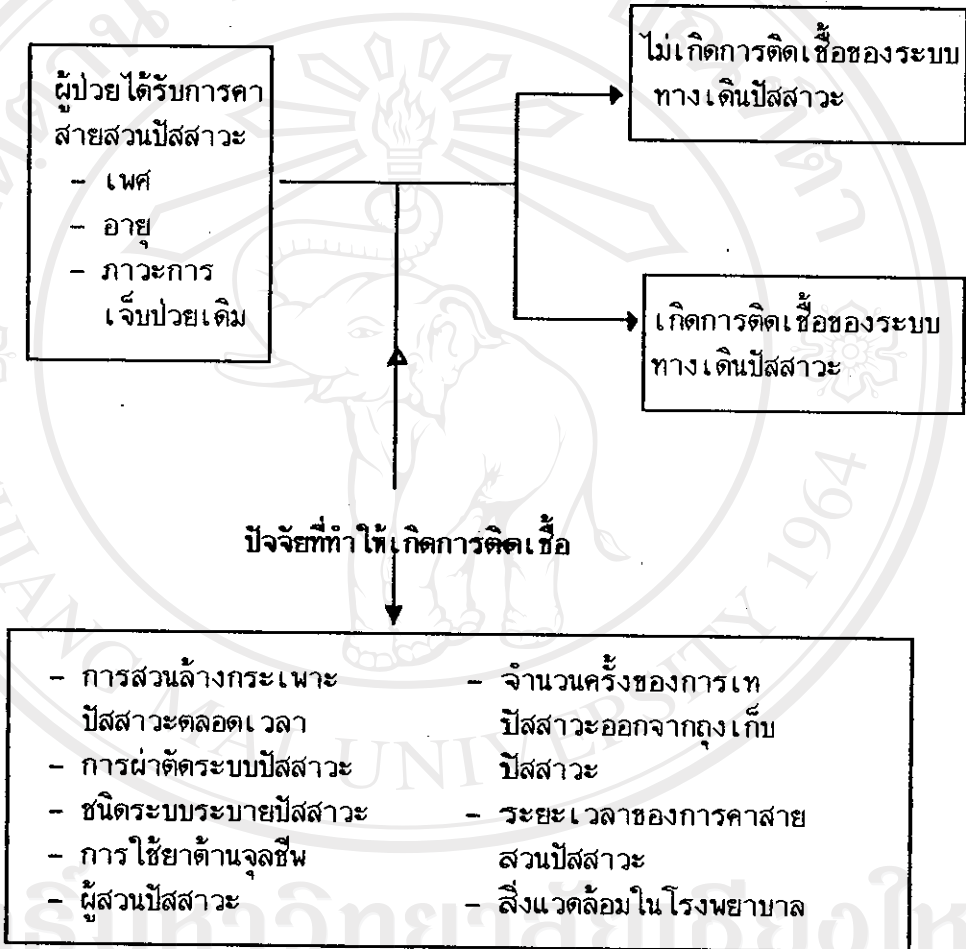 ผู้ป่วยได้รับการคา
สายสวนปัสสาวะ
- เพศ
- อายุ
- ภาวะการ
เจ็บป่วยเดิม
ไม่เกิดการติดเชื้อของระบบ
ทางเดินปัสสาวะ
เกิดการติดเชื้อของระบบ
ทางเดินปัสสาวะ
ปัจจัยที่ทำให้เกิดการติดเชื้อ
- การสวนล้างกระเพาะ
ปัสสาวะตลอดเวลา
- การผ่าตัดระบบปัสสาวะ
- ชนิดระบบระบายปัสสาวะ
- การใช้ยาต้านจุลชีพ
- ผู้สวนปัสสาวะ
- จำนวนครั้งของการเท
ปัสสาวะออกจากถุงเก็บ
ปัสสาวะ
- ระยะเวลาของการคาสาย
สวนปัสสาวะ
- สิ่งแวดล้อมในโรงพยาบาล
MAI UNIVERSITY 1964